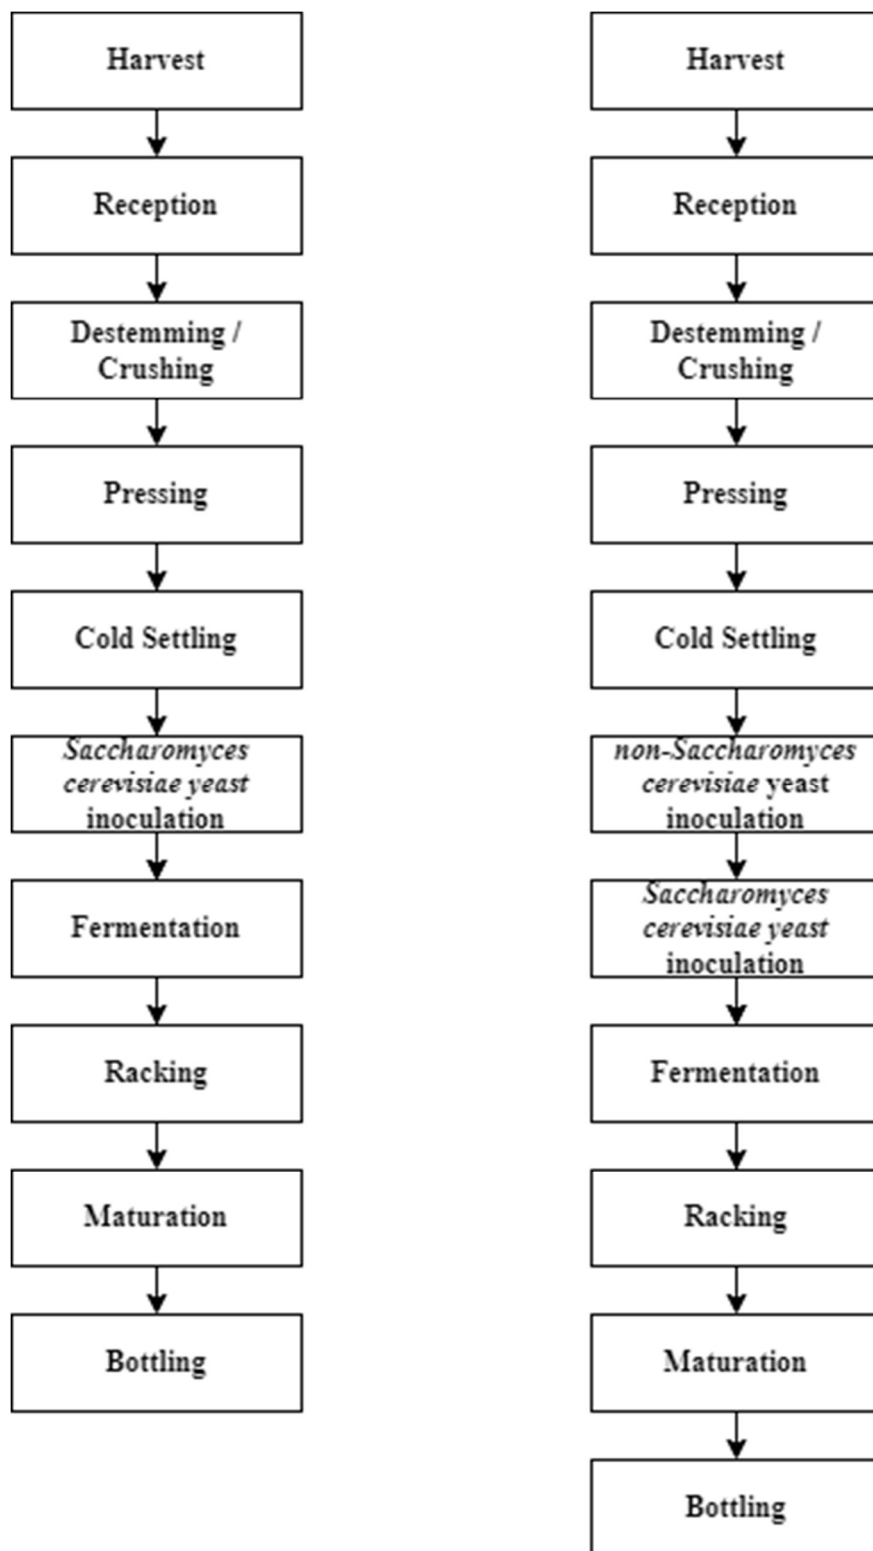 Harvest
Reception
Destemming /
Crushing
Pressing
Cold Settling
Saccharomyces
cerevisiae yeast
inoculation
Fermentation
Racking
Maturation
Bottling
Harvest
Reception
Destemming /
Crushing
Pressing
Cold Settling
non-Saccharomyces
cerevisiae yeast
inoculation
Saccharomyces
cerevisiae yeast
inoculation
Fermentation
Racking
Maturation
Bottling